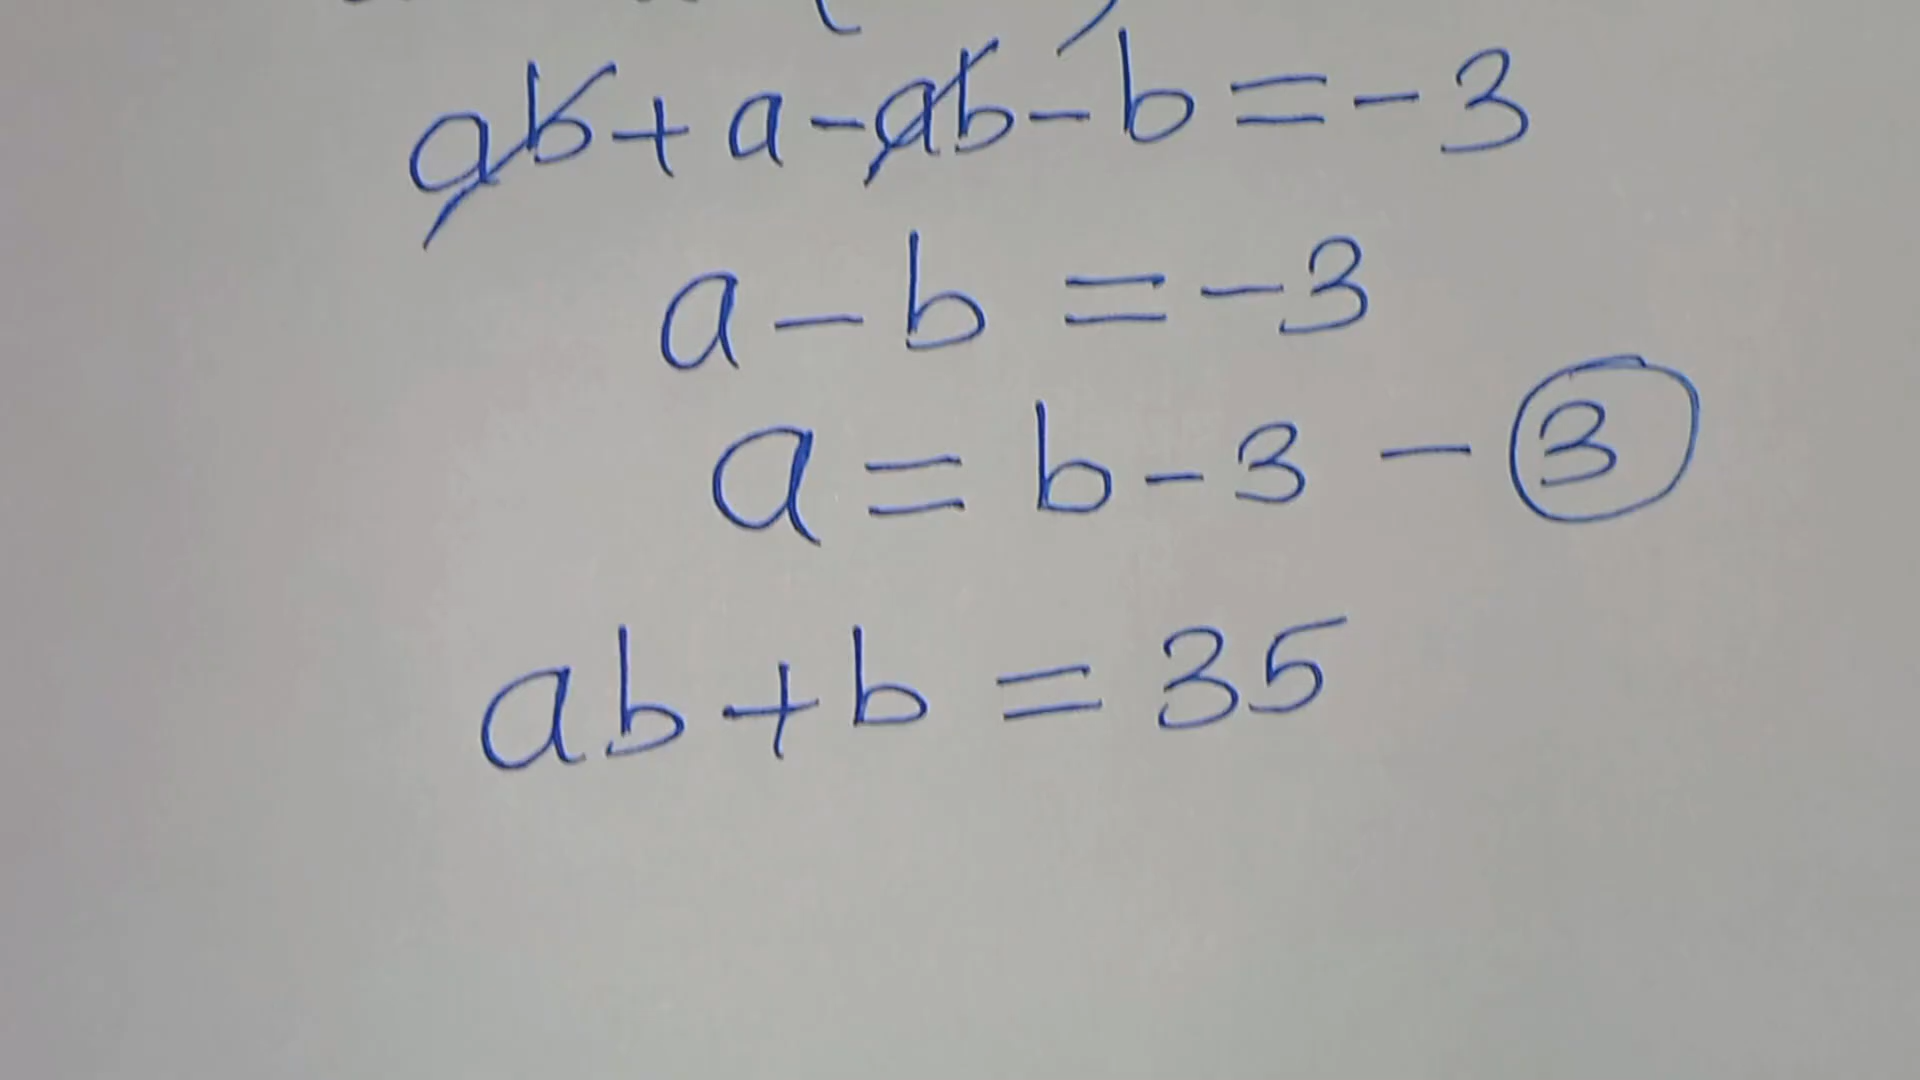 ab + a - ab - b = - 3
a - b = - 3
a = b - 3 - 3
ab + b = 35